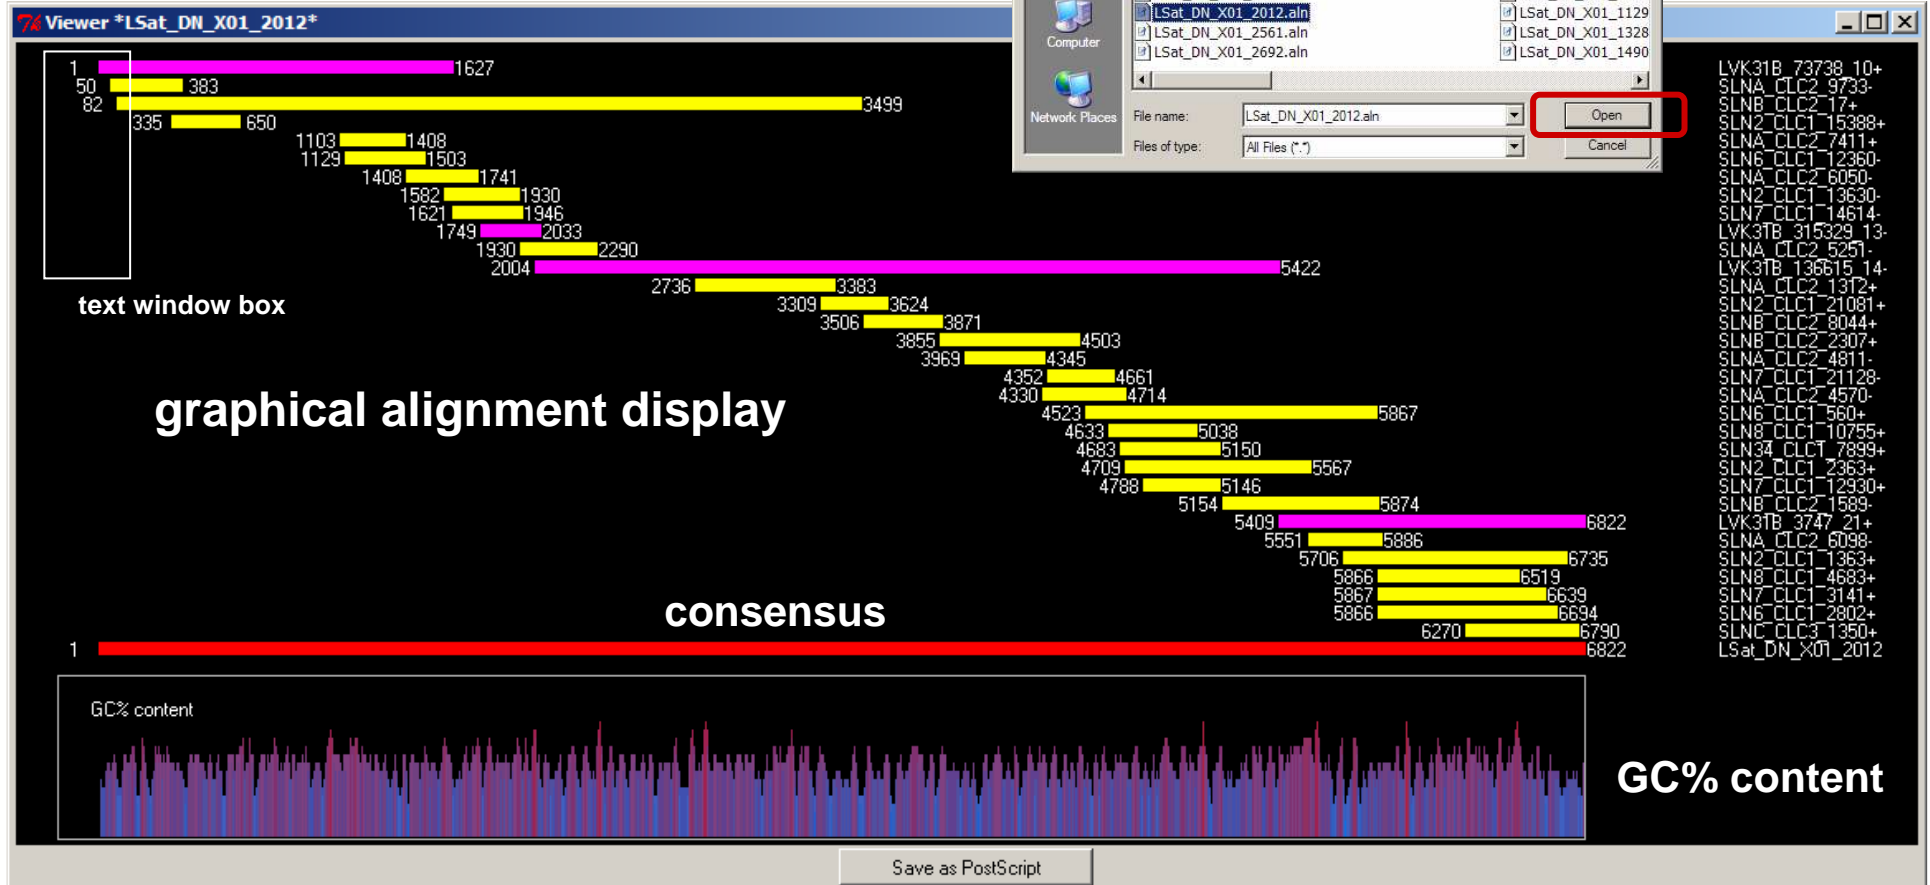 Viewer *LSat_DN_X01_2012*
LSat_DN_X01_2012.aln LSat_DN_X01_1129
LSat_DN_X01_2561.aln LSat_DN_X01_1328
LSat_DN_X01_2692.aln LSat_DN_X01_1490
Computer
Network Places
File name: LSat_DN_X01_2012.aln Open
Files of type: All Files (*.*) Cancel
1 1627 LVK31B_73738_10+
50 383 SLNA_CLC2_9733-
82 3499 SLNB_CLC2_17+
335 650 SLN2_CLC1_15388+
1103 1408 SLNA_CLC2_7411+
1129 1503 SLN6_CLC1_12360-
1408 1741 SLNA_CLC2_6050-
1582 1930 SLN2_CLC1_13630-
1621 1946 SLN7_CLC1_14614-
1749 2033 LVK31B_315329_13-
1930 2290 SLNA_CLC2_5251-
2004 5422 LVK31B_136615_14-
2736 3383 SLNA_CLC2_1312+
3309 3624 SLN2_CLC1_21081+
3506 3871 SLNB_CLC2_8044+
3855 4503 SLNB_CLC2_2307+
3969 4345 SLNA_CLC2_4811-
4352 4661 SLN7_CLC1_21128-
4330 4714 SLNA_CLC2_4570-
4523 5867 SLN6_CLC1_560+
4633 5038 SLN8_CLC1_10755+
4683 5150 SLN34_CLC1_7899+
4709 5567 SLN2_CLC1_2363+
4788 5146 SLN7_CLC1_12930+
5154 5874 SLNB_CLC2_1589-
5409 6822 LVK31B_3747_21+
5551 5886 SLNA_CLC2_6098-
5706 6735 SLN2_CLC1_1363+
5866 6519 SLN8_CLC1_4683+
5867 6639 SLN7_CLC1_3141+
5866 6694 SLN6_CLC1_2802+
6270 6790 SLNC_CLC3_1350+
1 6822 LSat_DN_X01_2012
text window box
graphical alignment display
consensus
GC% content
GC% content
Save as PostScript